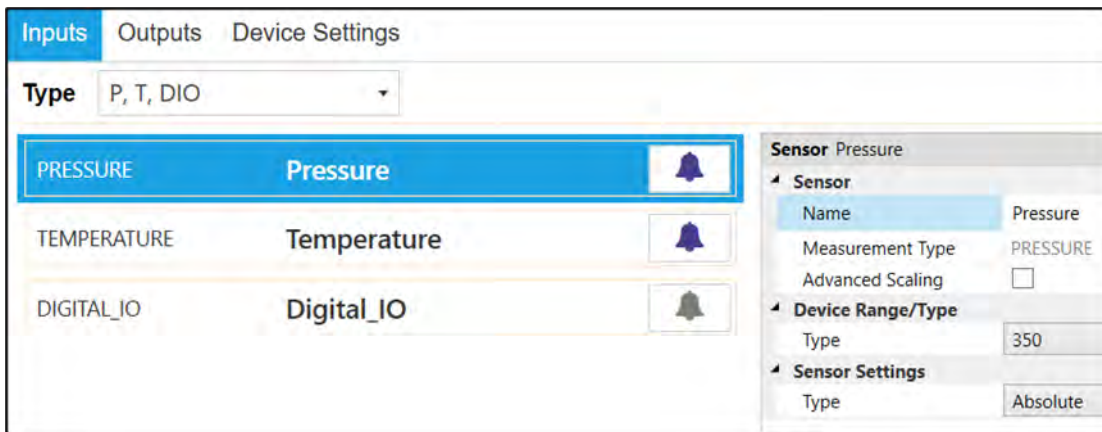 Inputs Outputs Device Settings
Type P, T, DIO
PRESSURE Pressure
TEMPERATURE Temperature
DIGITAL_IO Digital_IO
Sensor Pressure
Sensor
Name Pressure
Measurement Type PRESSURE
Advanced Scaling
Device Range/Type
Type 350
Sensor Settings
Type Absolute